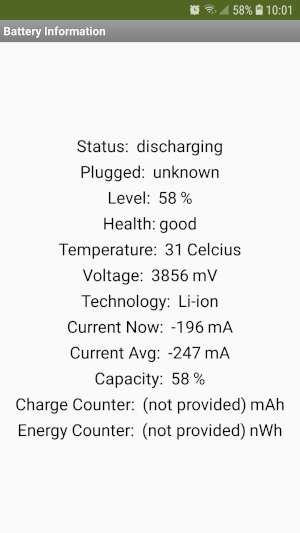 58% 10:01
Battery Information
Status: discharging
Plugged: unknown
Level: 58 %
Health: good
Temperature: 31 Celcius
Voltage: 3856 mV
Technology: Li-ion
Current Now: -196 mA
Current Avg: -247 mA
Capacity: 58 %
Charge Counter: (not provided) mAh
Energy Counter: (not provided) nWh